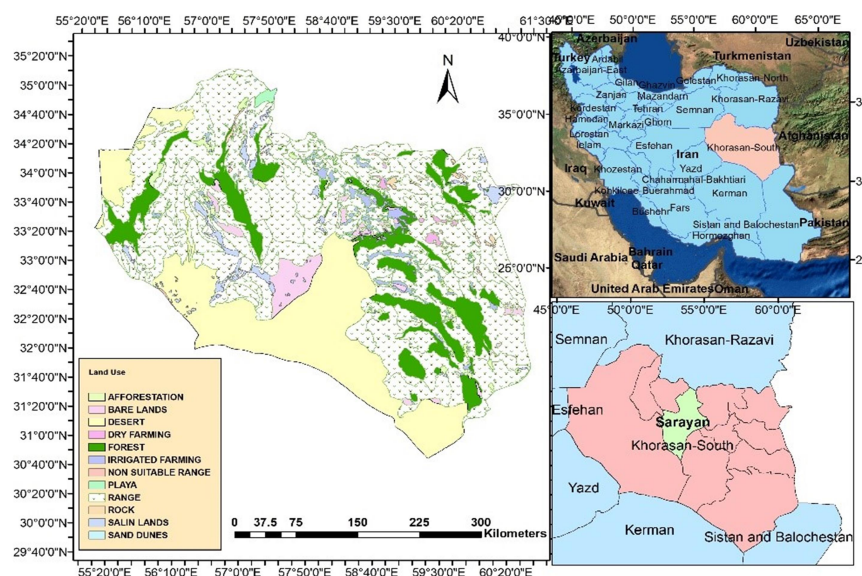 55°20'0"E 56°10'0"E 57°0'0"E 57°50'0"E 58°40'0"E 59°30'0"E 60°20'0"E 61°30'0"E
35°20'0"N
35°0'0"N
34°20'0"N
34°0'0"N
33°40'0"N
33°20'0"N
33°0'0"N
32°40'0"N
32°20'0"N
32°0'0"N
31°40'0"N
31°20'0"N
31°0'0"N
30°40'0"N
30°20'0"N
30°0'0"N
29°40'0"N
N
Land Use
AFFORESTATION
BARE LANDS
DESERT
DRY FARMING
FOREST
IRRIGATED FARMING
NON SUITABLE RANGE
PLAYA
RANGE
ROCK
SALIN LANDS
SAND DUNES
0 37.5 75 150 225 300
Kilometers
55°20'0"E 56°10'0"E 57°0'0"E 57°50'0"E 58°40'0"E 59°30'0"E 60°20'0"E
50°0'0"E 55°0'0"E 60°0'0"E 65°0'0"E
40°0'0"N
35°0'0"N
30°0'0"N
25°0'0"N
Azerbaijan
Uzbekistan
Turkey
Turkmenistan
Ardabil
Azarbaijan-East
Gilan
Ghazvin
Golestan
Khorasan-North
Zanjan
Mazandarn
Khorasan-Razavi
Kordestan
Tehran
Semnan
Hamedan
Markazi
Ghom
Afghanistan
Lorestan
Ielam
Esfehan
Khorasan-South
Iran
Iraq
Khozestan
Yazd
Chaharmahal-Bakhtiari
Kohkiloe-Buerahmad
Kerman
Kuwait
Fars
Bushehr
Pakistan
Sistan and Balochestan
Hormozghan
Saudi Arabia
Bahrain
Qatar
United Arab Emirates
Oman
50°0'0"E 55°0'0"E 60°0'0"E
Semnan
Khorasan-Razavi
Esfehan
Sarayan
Khorasan-South
Yazd
Kerman
Sistan and Balochestan